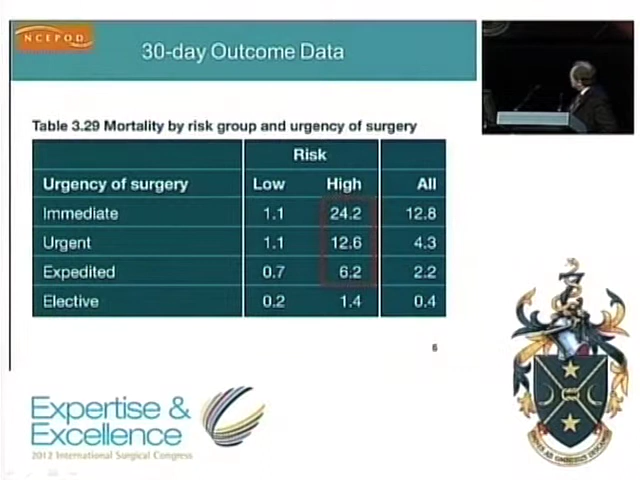 NCEPOD
30-day Outcome Data
Table 3.29 Mortality by risk group and urgency of surgery
Risk
Urgency of surgery Low High All
Immediate 1.1 24.2 12.8
Urgent 1.1 12.6 4.3
Expedited 0.7 6.2 2.2
Elective 0.2 1.4 0.4
6
Expertise &
Excellence
2012 International Surgical Congress